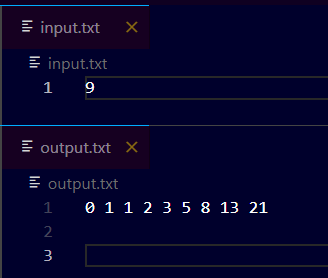 input.txt
input.txt
1 9
output.txt
output.txt
1 0 1 1 2 3 5 8 13 21
2
3